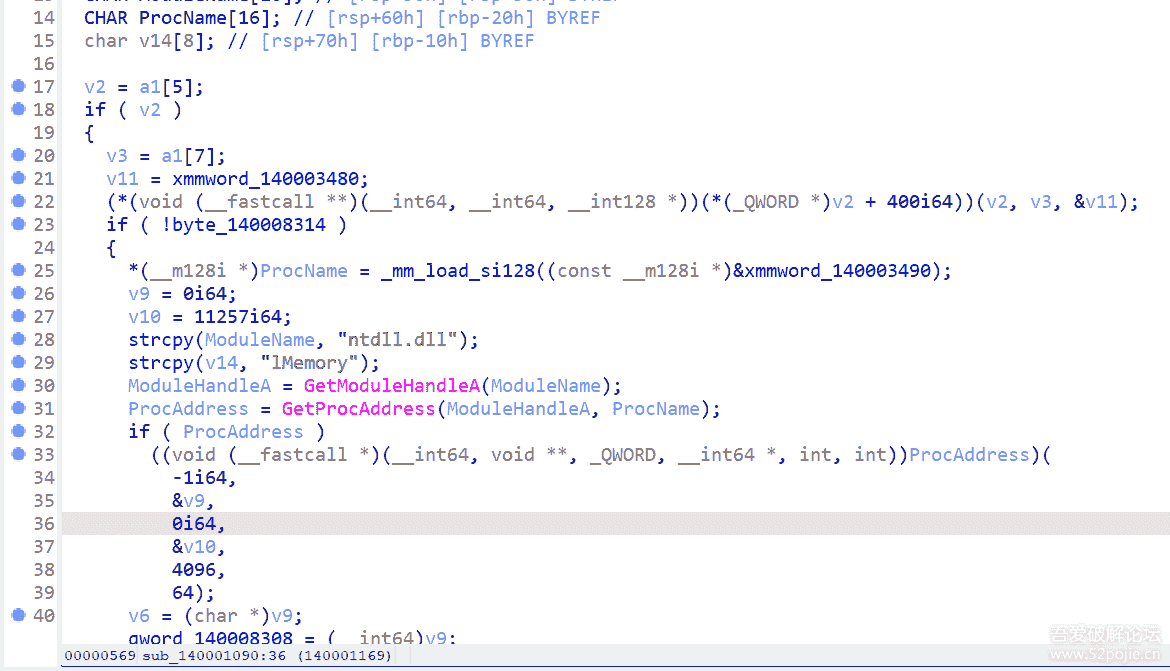 14 CHAR ProcName[16]; // [rsp+60h] [rbp-20h] BYREF
15 char v14[8]; // [rsp+70h] [rbp-10h] BYREF
16
17 v2 = a1[5];
18 if ( v2 )
19 {
20 v3 = a1[7];
21 v11 = xmmword_140003480;
22 (*(void (__fastcall **)(__int64, __int64, __int128 *))(*(_QWORD *)v2 + 400i64))(v2, v3, &v11);
23 if ( !byte_140008314 )
24 {
25 *(__m128i *)ProcName = _mm_load_si128((const __m128i *)&xmmword_140003490);
26 v9 = 0i64;
27 v10 = 11257i64;
28 strcpy(ModuleName, "ntdll.dll");
29 strcpy(v14, "lMemory");
30 ModuleHandleA = GetModuleHandleA(ModuleName);
31 ProcAddress = GetProcAddress(ModuleHandleA, ProcName);
32 if ( ProcAddress )
33 ((void (__fastcall *)(__int64, void **, _QWORD, __int64 *, int, int))ProcAddress)(
34 -1i64,
35 &v9,
36 0i64,
37 &v10,
38 4096,
39 64);
40 v6 = (char *)v9;
qword_140008308 = (__int64)v9;
00000569 sub_140001090:36 (140001169)
吾爱破解论坛
www.52pojie.cn